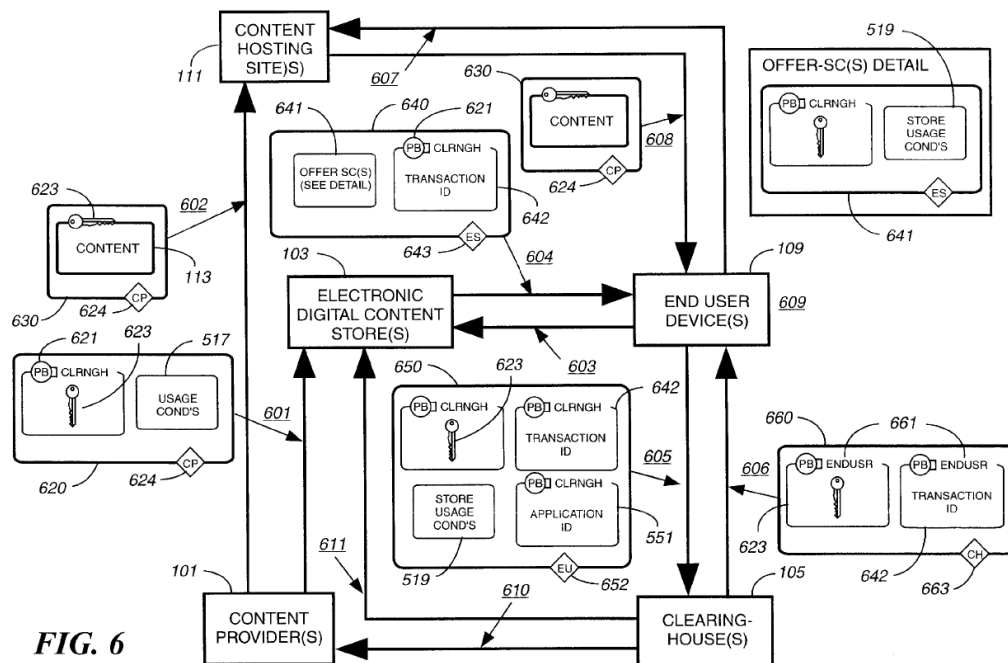 CONTENT
HOSTING
SITE(S)
111
607
519
OFFER-SC(S) DETAIL
PB CLRNGH
STORE
USAGE
COND'S
ES
641
630
CONTENT
608
CP
624
641
640
621
PB CLRNGH
OFFER SC(S)
(SEE DETAIL)
TRANSACTION
ID
642
ES
643
604
623
602
CONTENT
113
CP
630
624
103
ELECTRONIC
DIGITAL CONTENT
STORE(S)
109
END USER
DEVICE(S)
609
603
621
623
517
PB CLRNGH
USAGE
COND'S
601
CP
620
624
650
623
642
PB CLRNGH
PB CLRNGH
TRANSACTION
ID
605
STORE
USAGE
COND'S
PB CLRNGH
APPLICATION
ID
551
519
EU
652
660
661
606
PB ENDUSR
PB ENDUSR
TRANSACTION
ID
623
642
CH
663
611
101
CONTENT
PROVIDER(S)
610
105
CLEARING-
HOUSE(S)
FIG. 6